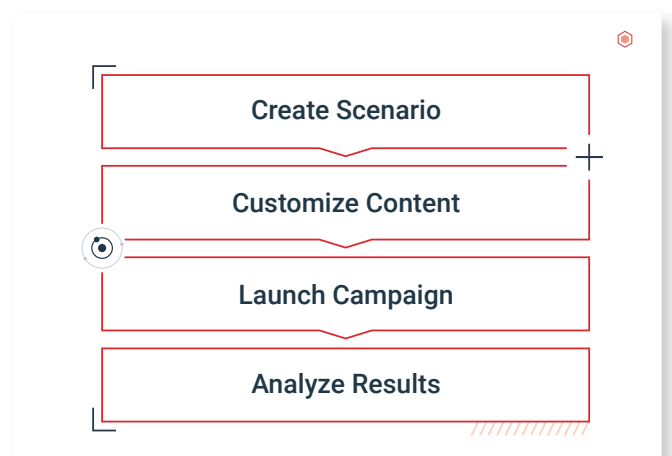 Create Scenario
Customize Content
Launch Campaign
Analyze Results